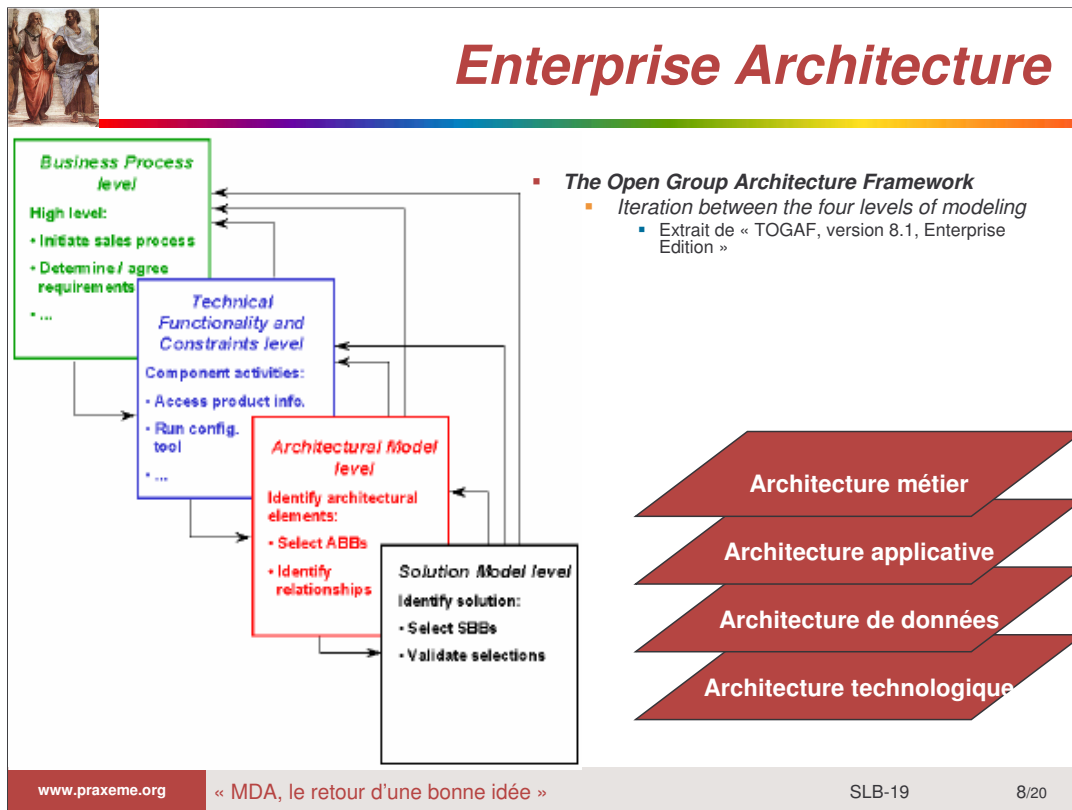 Enterprise Architecture
Business Process
level
High level:
• Initiate sales process
• Determine / agree
requirements
• ...
Technical
Functionality and
Constraints level
Component activities:
• Access product info.
• Run config.
tool
• ...
Architectural Model
level
Identify architectural
elements:
• Select ABBs
• Identify
relationships
Solution Model level
Identify solution:
• Select SBBs
• Validate selections
▪ The Open Group Architecture Framework
▪ Iteration between the four levels of modeling
▪ Extrait de « TOGAF, version 8.1, Enterprise
Edition »
Architecture métier
Architecture applicative
Architecture de données
Architecture technologique
www.praxeme.org
« MDA, le retour d'une bonne idée »
SLB-19
8/20